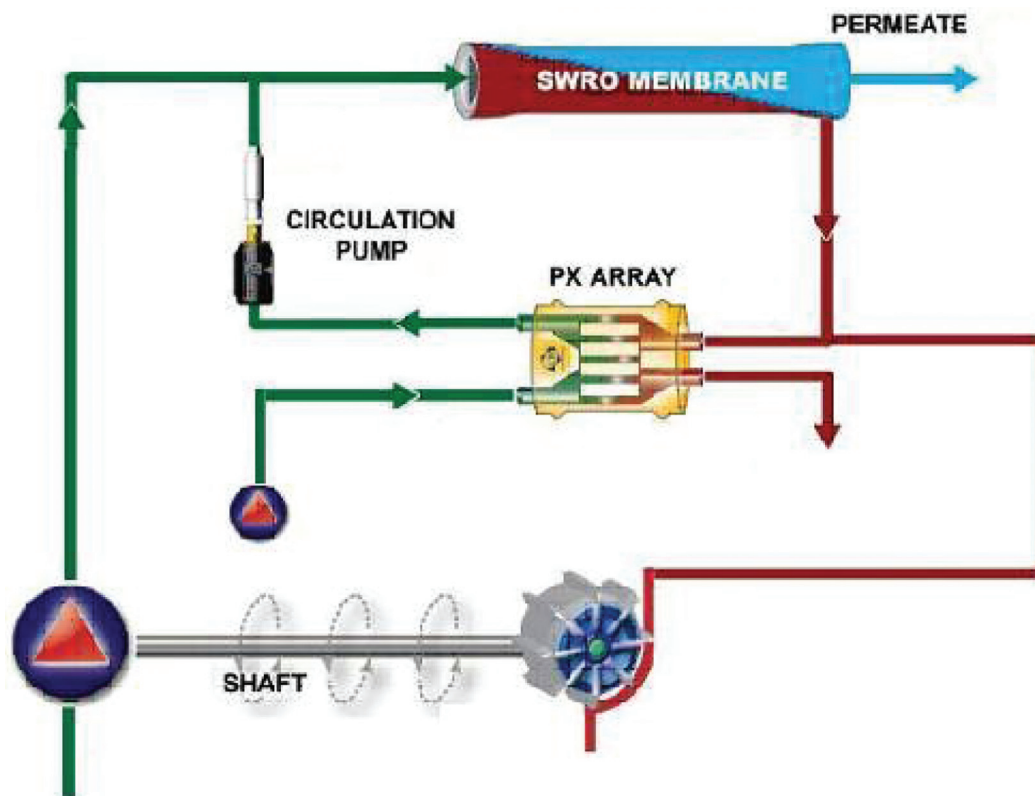 PERMEATE
SWRO MEMBRANE
CIRCULATION
PUMP
PX ARRAY
SHAFT